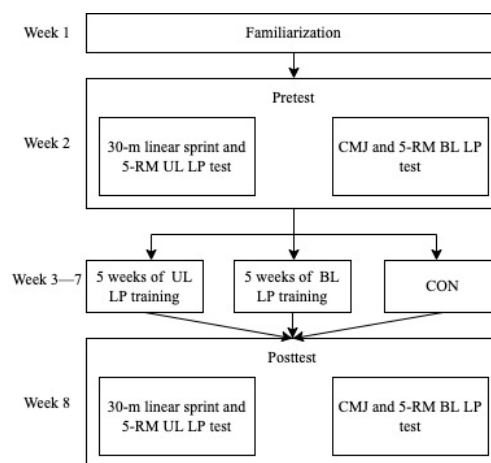 Week 1
Familiarization
Pretest
Week 2
30-m linear sprint and
5-RM UL LP test
CMJ and 5-RM BL LP
test
Week 3—7
5 weeks of UL
LP training
5 weeks of BL
LP training
CON
Posttest
Week 8
30-m linear sprint and
5-RM UL LP test
CMJ and 5-RM BL LP
test